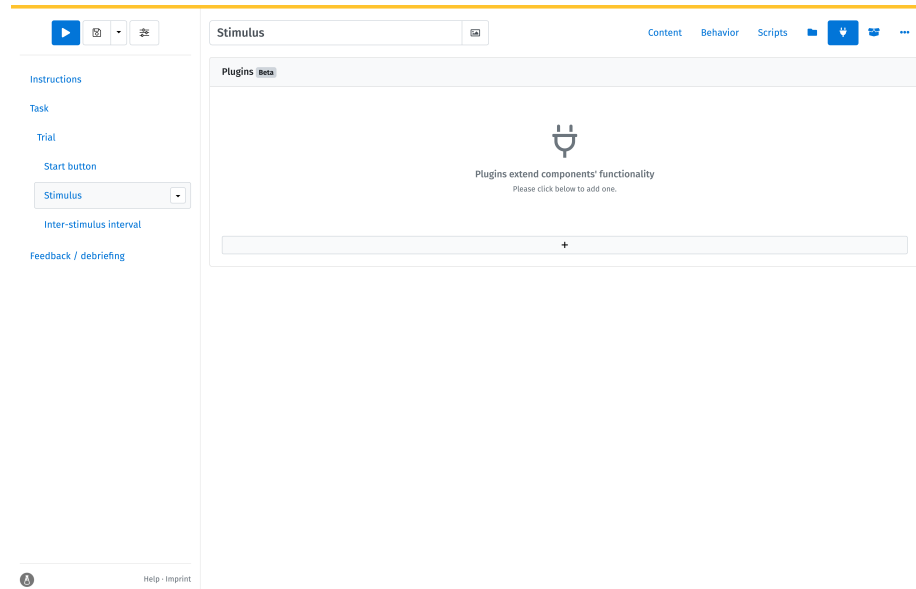 Stimulus
Content Behavior Scripts
Instructions
Task
Trial
Start button
Stimulus
Inter-stimulus interval
Feedback / debriefing
Plugins Beta
Plugins extend components' functionality
Please click below to add one.
+
Help · Imprint